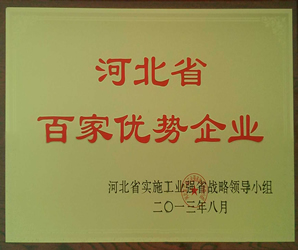 河北省
百家优势企业
河北省实施工业强省战略领导小组
二〇一三年八月